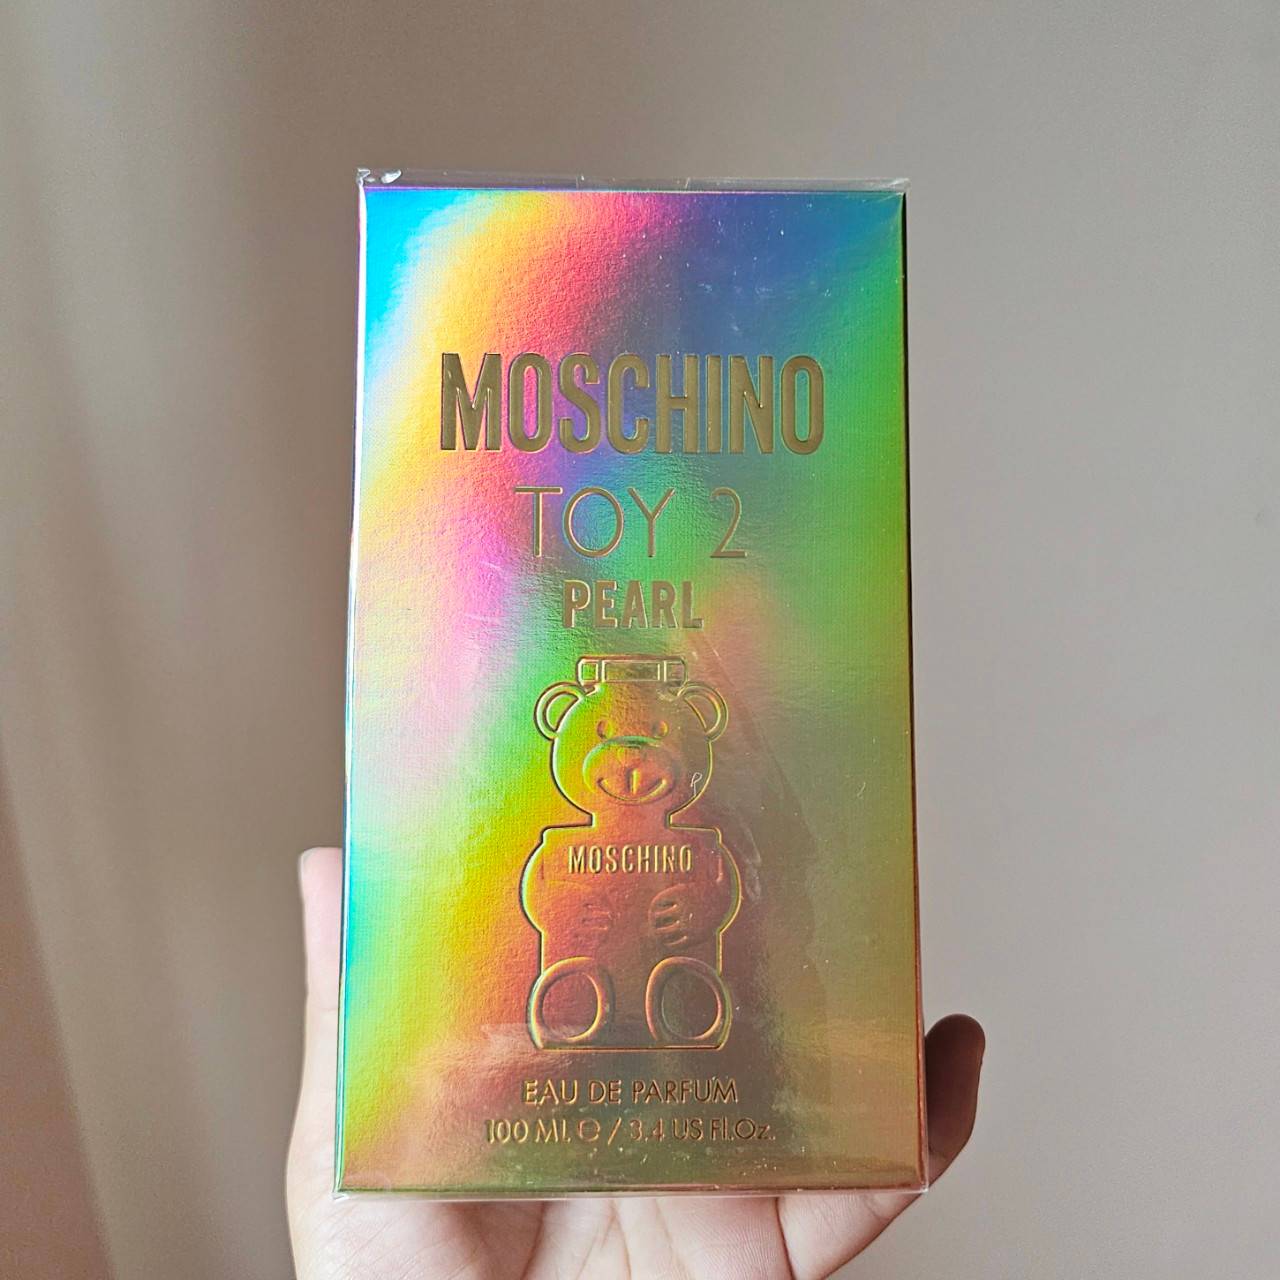 MOSCHINO
TOY 2
PEARL
MOSCHINO
EAU DE PARFUM
100 ML ℮ / 3.4 US Fl.Oz.